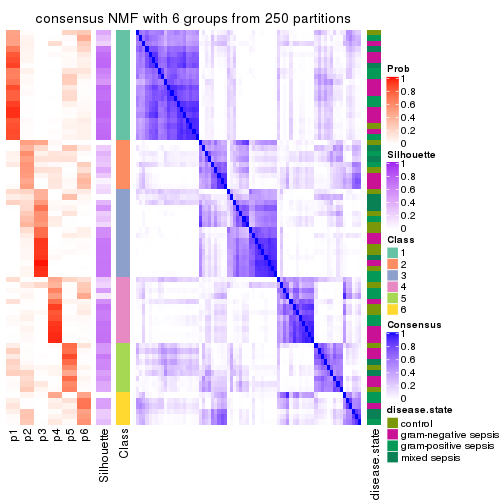 consensus NMF with 6 groups from 250 partitions
Prob
1
0.8
0.6
0.4
0.2
0
Silhouette
1
0.8
0.6
0.4
0.2
0
Class
1
2
3
4
5
6
Consensus
1
0.8
0.6
0.4
0.2
0
disease.state
control
gram-negative sepsis
gram-positive sepsis
mixed sepsis
p1
p2
p3
p4
p5
p6
Silhouette
Class
disease.state